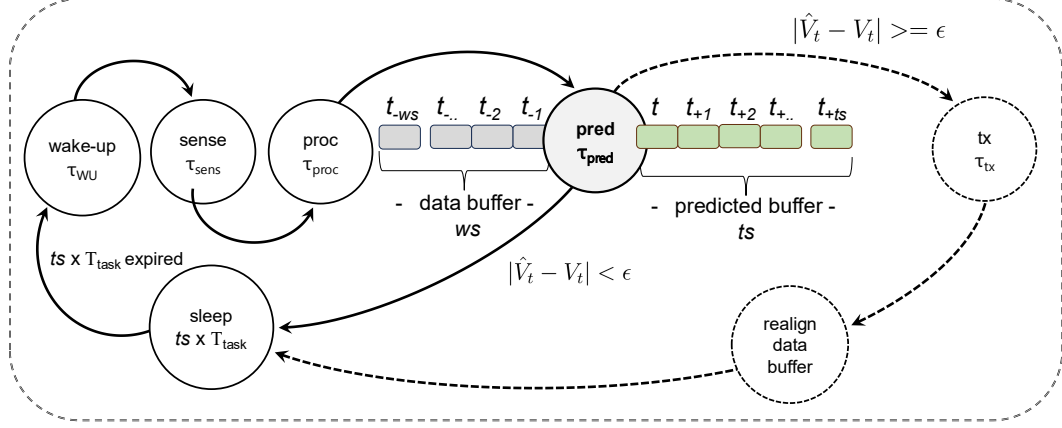 |V̂_t − V_t| >= ϵ
wake-up
τ_WU
sense
τ_sens
proc
τ_proc
t_-ws t_-.. t_-2 t_-1
- data buffer -
ws
pred
τ_pred
t t_+1 t_+2 t_+.. t_+ts
- predicted buffer -
ts
tx
τ_tx
ts x T_task expired
|V̂_t − V_t| < ϵ
sleep
ts x T_task
realign
data
buffer